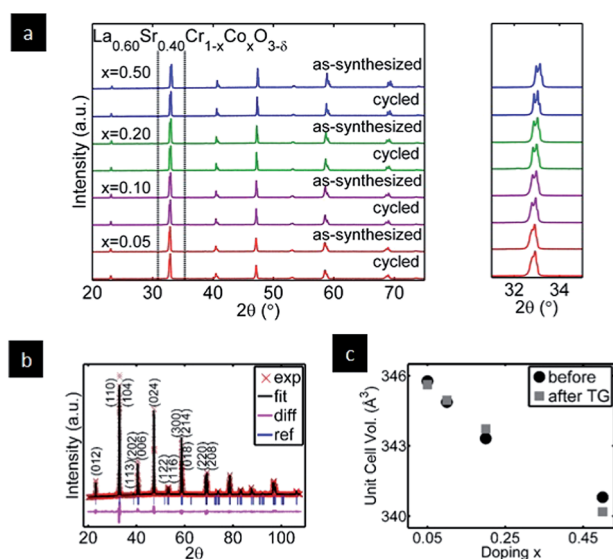 a
La0.60Sr0.40Cr1-xCoxO3-δ
x=0.50
as-synthesized
cycled
x=0.20
as-synthesized
cycled
x=0.10
as-synthesized
cycled
x=0.05
as-synthesized
cycled
Intensity (a.u.)
20 30 40 50 60 70
2θ (°)
32 34
2θ (°)
b
exp
fit
diff
ref
(012)
(110)
(104)
(113)
(202)
(006)
(024)
(122)
(116)
(300)
(018)
(214)
(220)
(208)
Intensity (a.u.)
20 40 60 80 100
2θ
c
before
after TG
Unit Cell Vol. (Å3)
346
343
340
0.05 0.25 0.45
Doping x